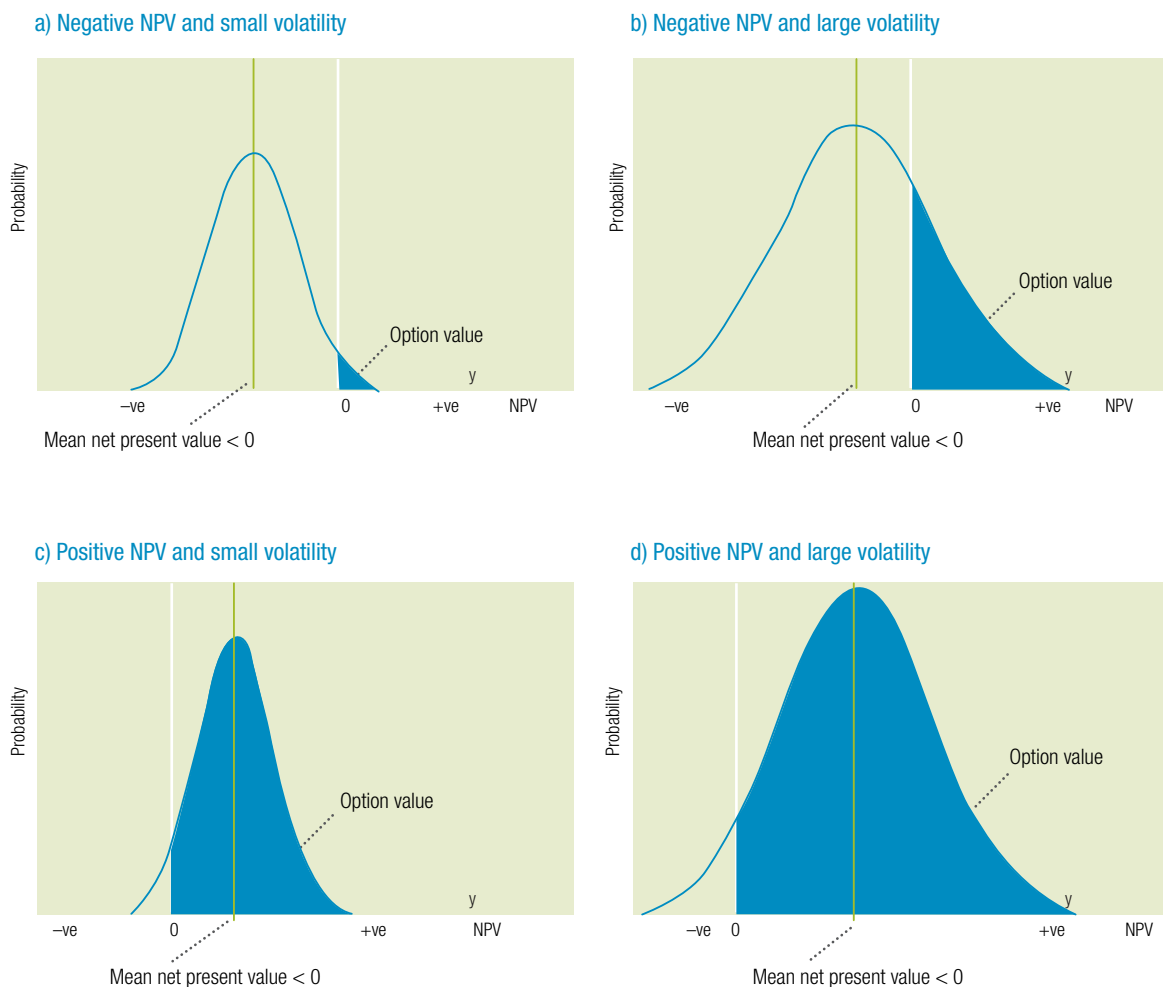 a) Negative NPV and small volatility
Probability
Option value
y
–ve
0
+ve
NPV
Mean net present value < 0
b) Negative NPV and large volatility
Probability
Option value
y
–ve
0
+ve
NPV
Mean net present value < 0
c) Positive NPV and small volatility
Probability
Option value
y
–ve
0
+ve
NPV
Mean net present value < 0
d) Positive NPV and large volatility
Probability
Option value
y
–ve
0
+ve
NPV
Mean net present value < 0